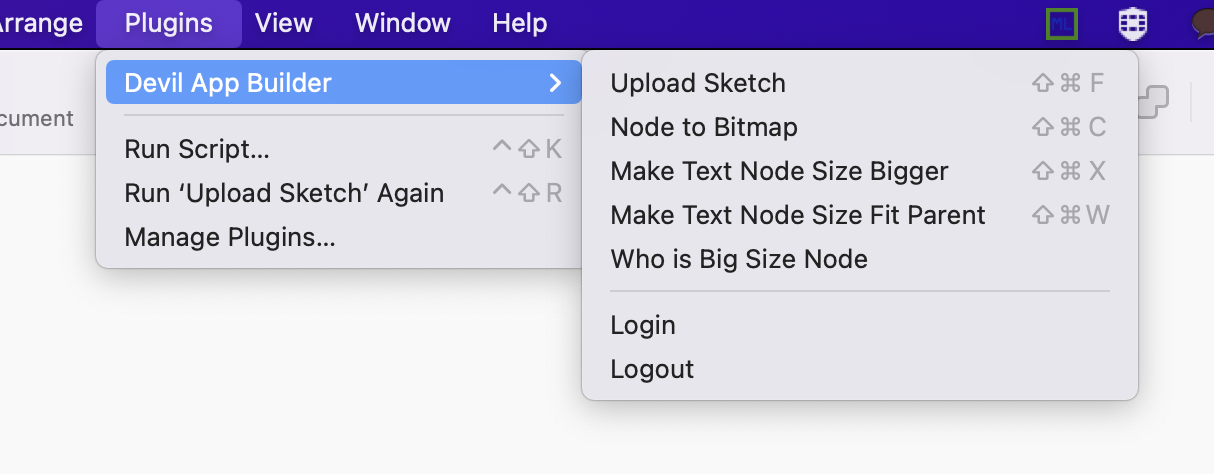 rrange Plugins View Window Help
ML
Devil App Builder
cument
Run Script... ^⇧K
Run ‘Upload Sketch’ Again ^⇧R
Manage Plugins...
Upload Sketch ⇧⌘F
Node to Bitmap ⇧⌘C
Make Text Node Size Bigger ⇧⌘X
Make Text Node Size Fit Parent ⇧⌘W
Who is Big Size Node
Login
Logout